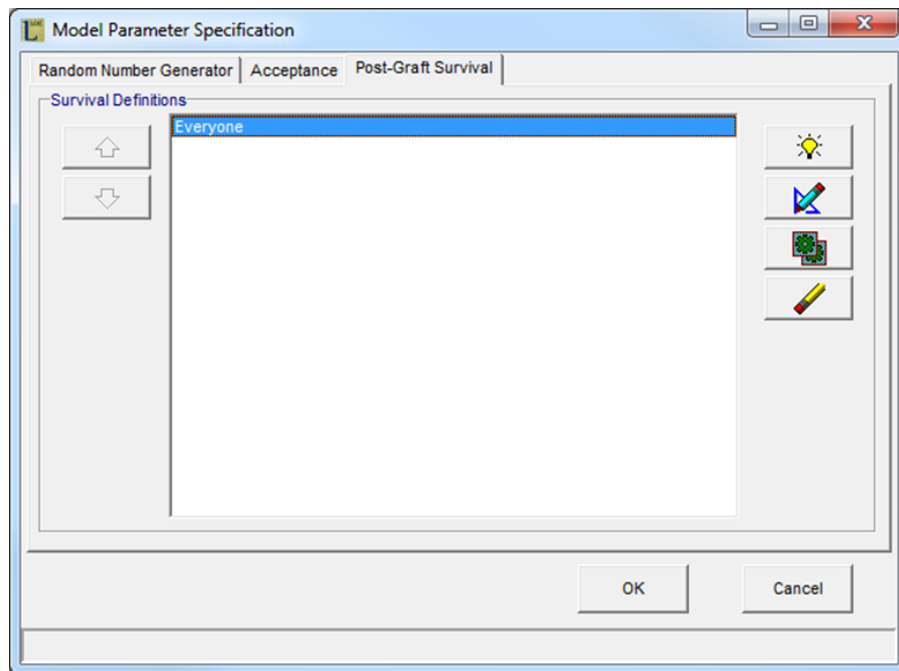 Model Parameter Specification
Random Number Generator Acceptance Post-Graft Survival
Survival Definitions
Everyone
OK Cancel